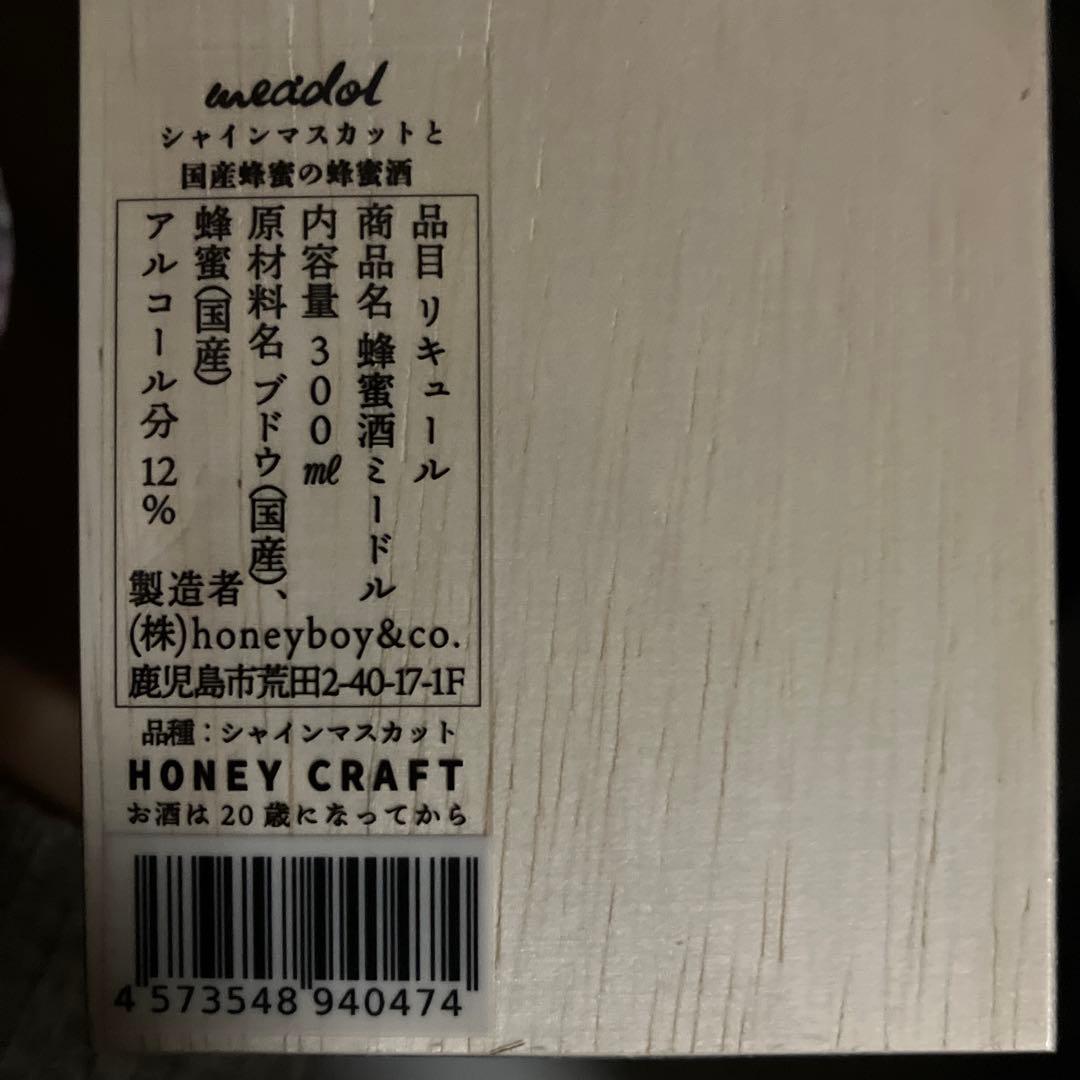 meadol
シャインマスカットと
国産蜂蜜の蜂蜜酒
品目 リキュール
商品名 蜂蜜酒ミードル
内容量 300㎖
原材料名 ブドウ(国産)、
蜂蜜(国産)
アルコール分 12%
製造者
(株)honeyboy&co.
鹿児島市荒田2-40-17-1F
品種：シャインマスカット
HONEY CRAFT
お酒は20歳になってから
4 573548 940474